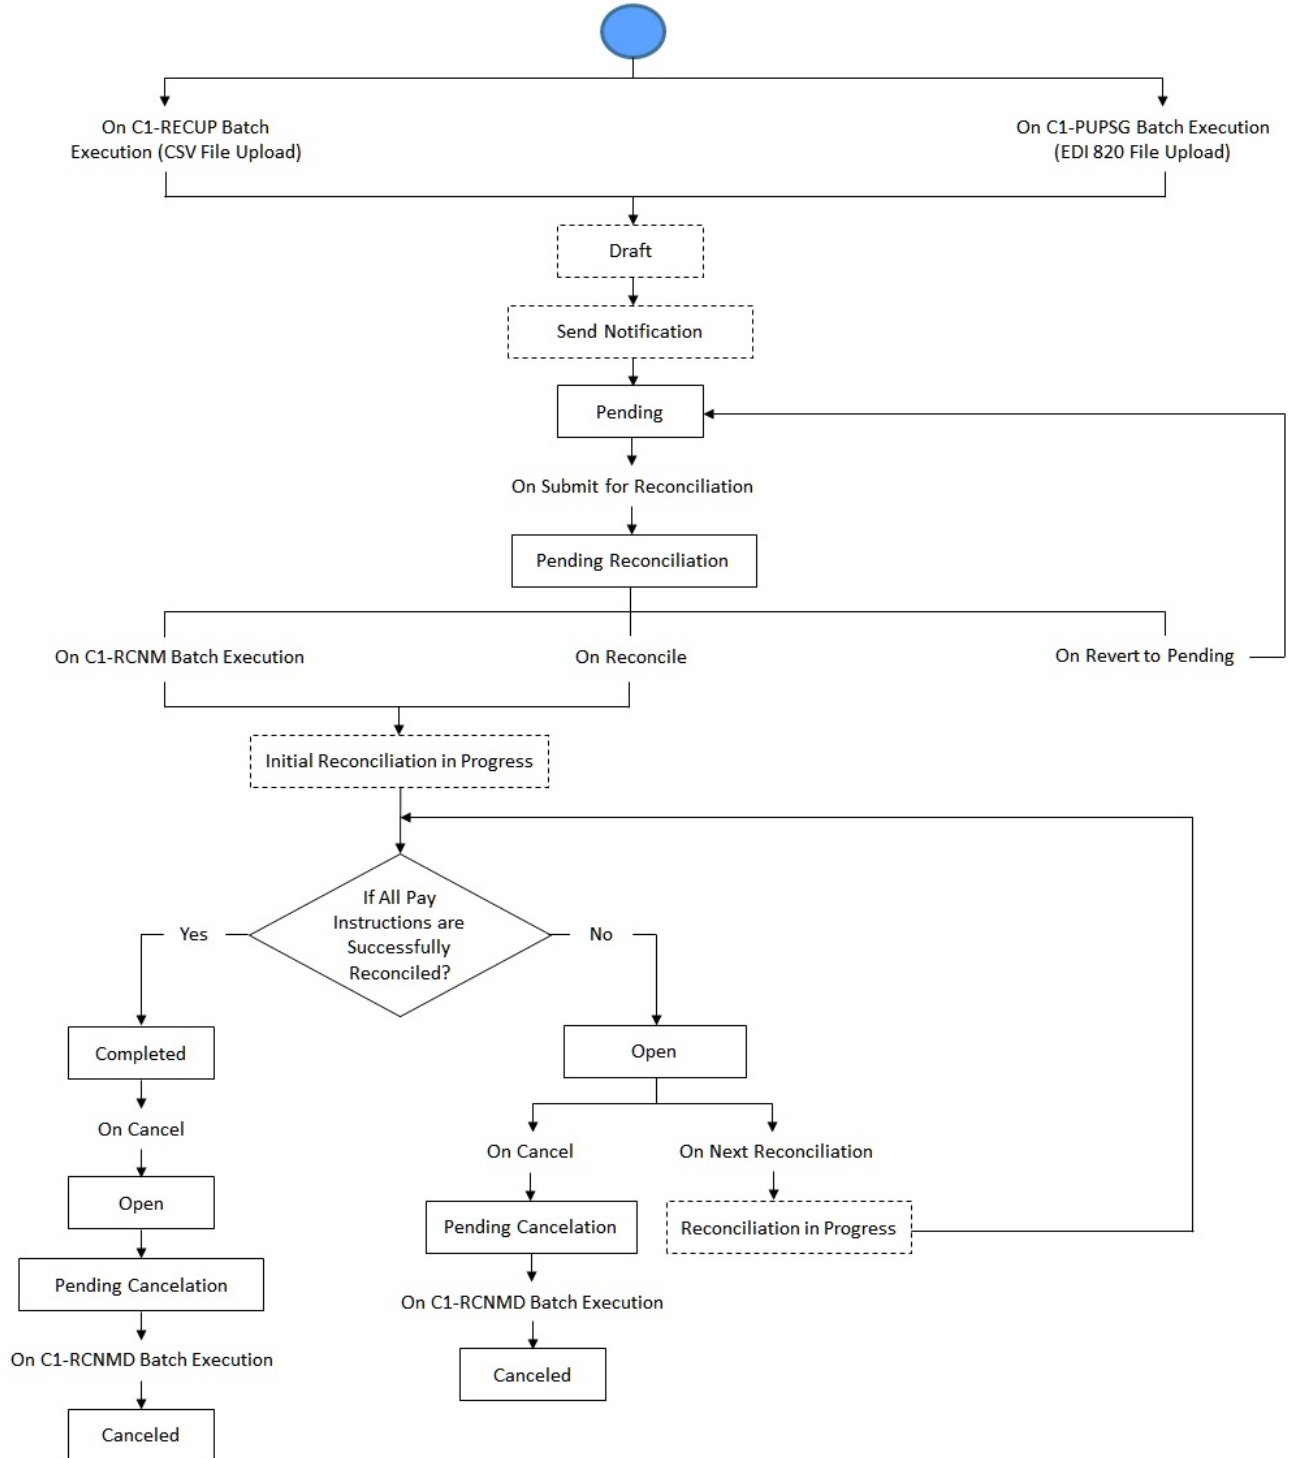 On C1-RECUP Batch
Execution (CSV File Upload)
On C1-PUPSG Batch Execution
(EDI 820 File Upload)
Draft
Send Notification
Pending
On Submit for Reconciliation
Pending Reconciliation
On C1-RCNM Batch Execution
On Reconcile
On Revert to Pending
Initial Reconciliation in Progress
If All Pay
Instructions are
Successfully
Reconciled?
Yes
No
Completed
Open
On Cancel
On Cancel
On Next Reconciliation
Open
Pending Cancelation
Reconciliation in Progress
Pending Cancelation
On C1-RCNMD Batch Execution
On C1-RCNMD Batch Execution
Canceled
Canceled